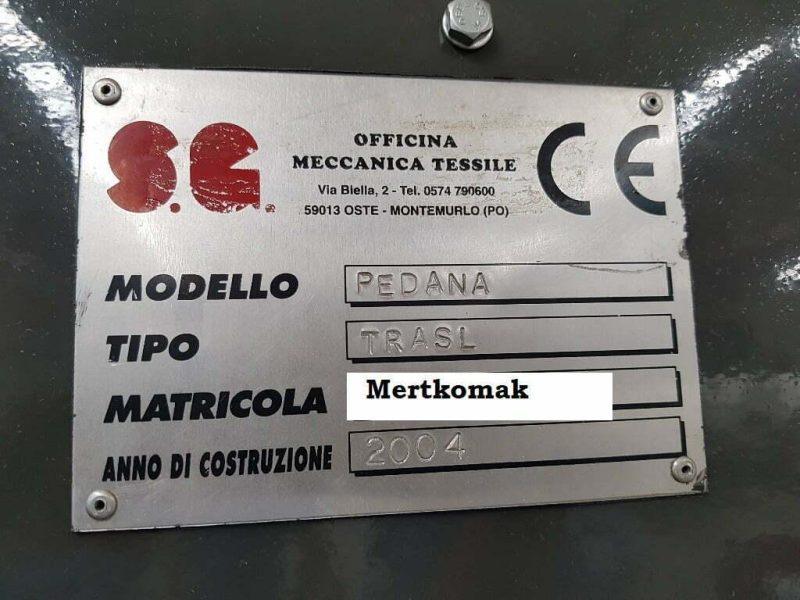 S.G.
OFFICINA
MECCANICA TESSILE
Via Biella, 2 - Tel. 0574 790600
59013 OSTE - MONTEMURLO (PO)
CE
MODELLO PEDANA
TIPO TRASL
MATRICOLA Mertkomak
ANNO DI COSTRUZIONE 2004